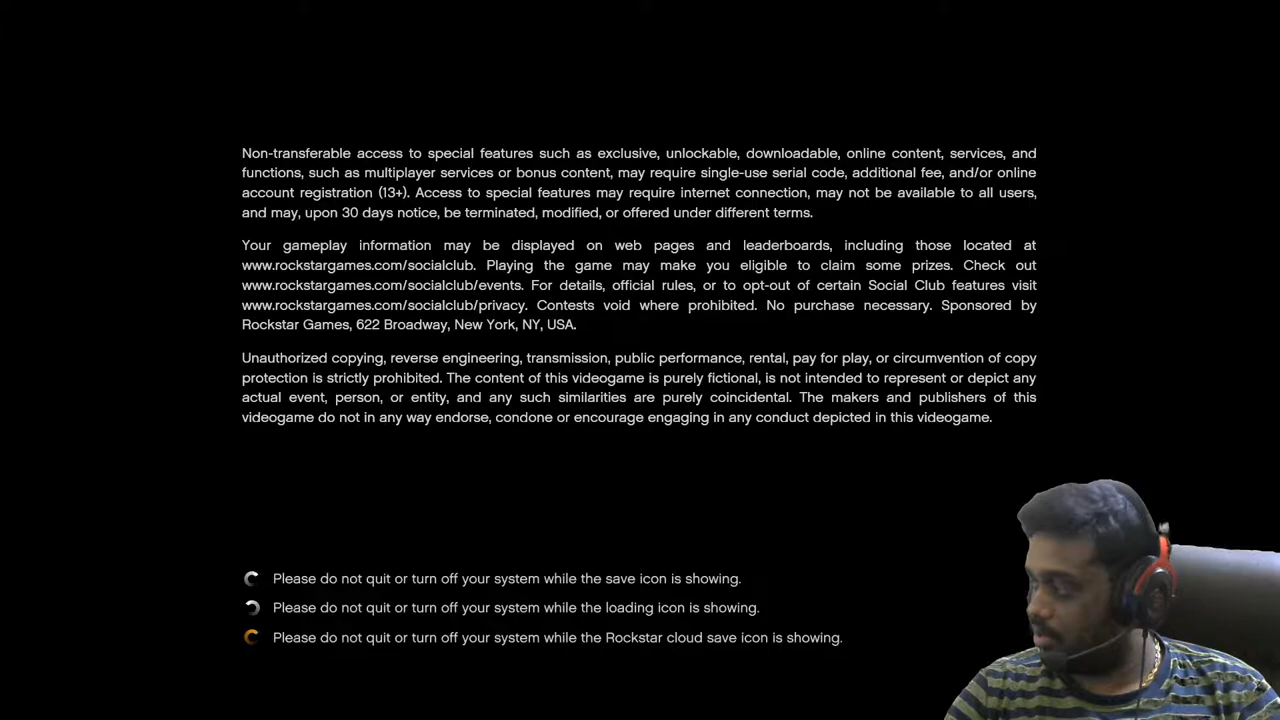 Non-transferable access to special features such as exclusive, unlockable, downloadable, online content, services, and
functions, such as multiplayer services or bonus content, may require single-use serial code, additional fee, and/or online
account registration (13+). Access to special features may require internet connection, may not be available to all users,
and may, upon 30 days notice, be terminated, modified, or offered under different terms.
Your gameplay information may be displayed on web pages and leaderboards, including those located at
www.rockstargames.com/socialclub. Playing the game may make you eligible to claim some prizes. Check out
www.rockstargames.com/socialclub/events. For details, official rules, or to opt-out of certain Social Club features visit
www.rockstargames.com/socialclub/privacy. Contests void where prohibited. No purchase necessary. Sponsored by
Rockstar Games, 622 Broadway, New York, NY, USA.
Unauthorized copying, reverse engineering, transmission, public performance, rental, pay for play, or circumvention of copy
protection is strictly prohibited. The content of this videogame is purely fictional, is not intended to represent or depict any
actual event, person, or entity, and any such similarities are purely coincidental. The makers and publishers of this
videogame do not in any way endorse, condone or encourage engaging in any conduct depicted in this videogame.
Please do not quit or turn off your system while the save icon is showing.
Please do not quit or turn off your system while the loading icon is showing.
Please do not quit or turn off your system while the Rockstar cloud save icon is showing.